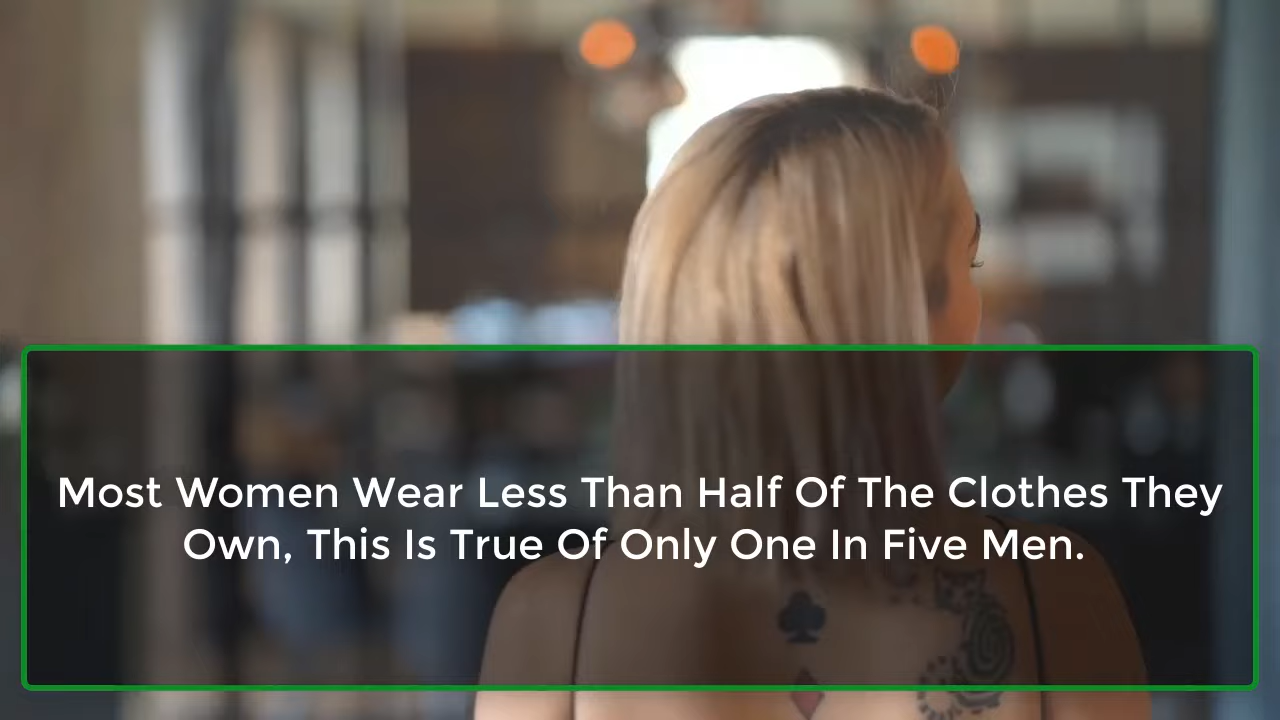 Most Women Wear Less Than Half Of The Clothes They
Own, This Is True Of Only One In Five Men.